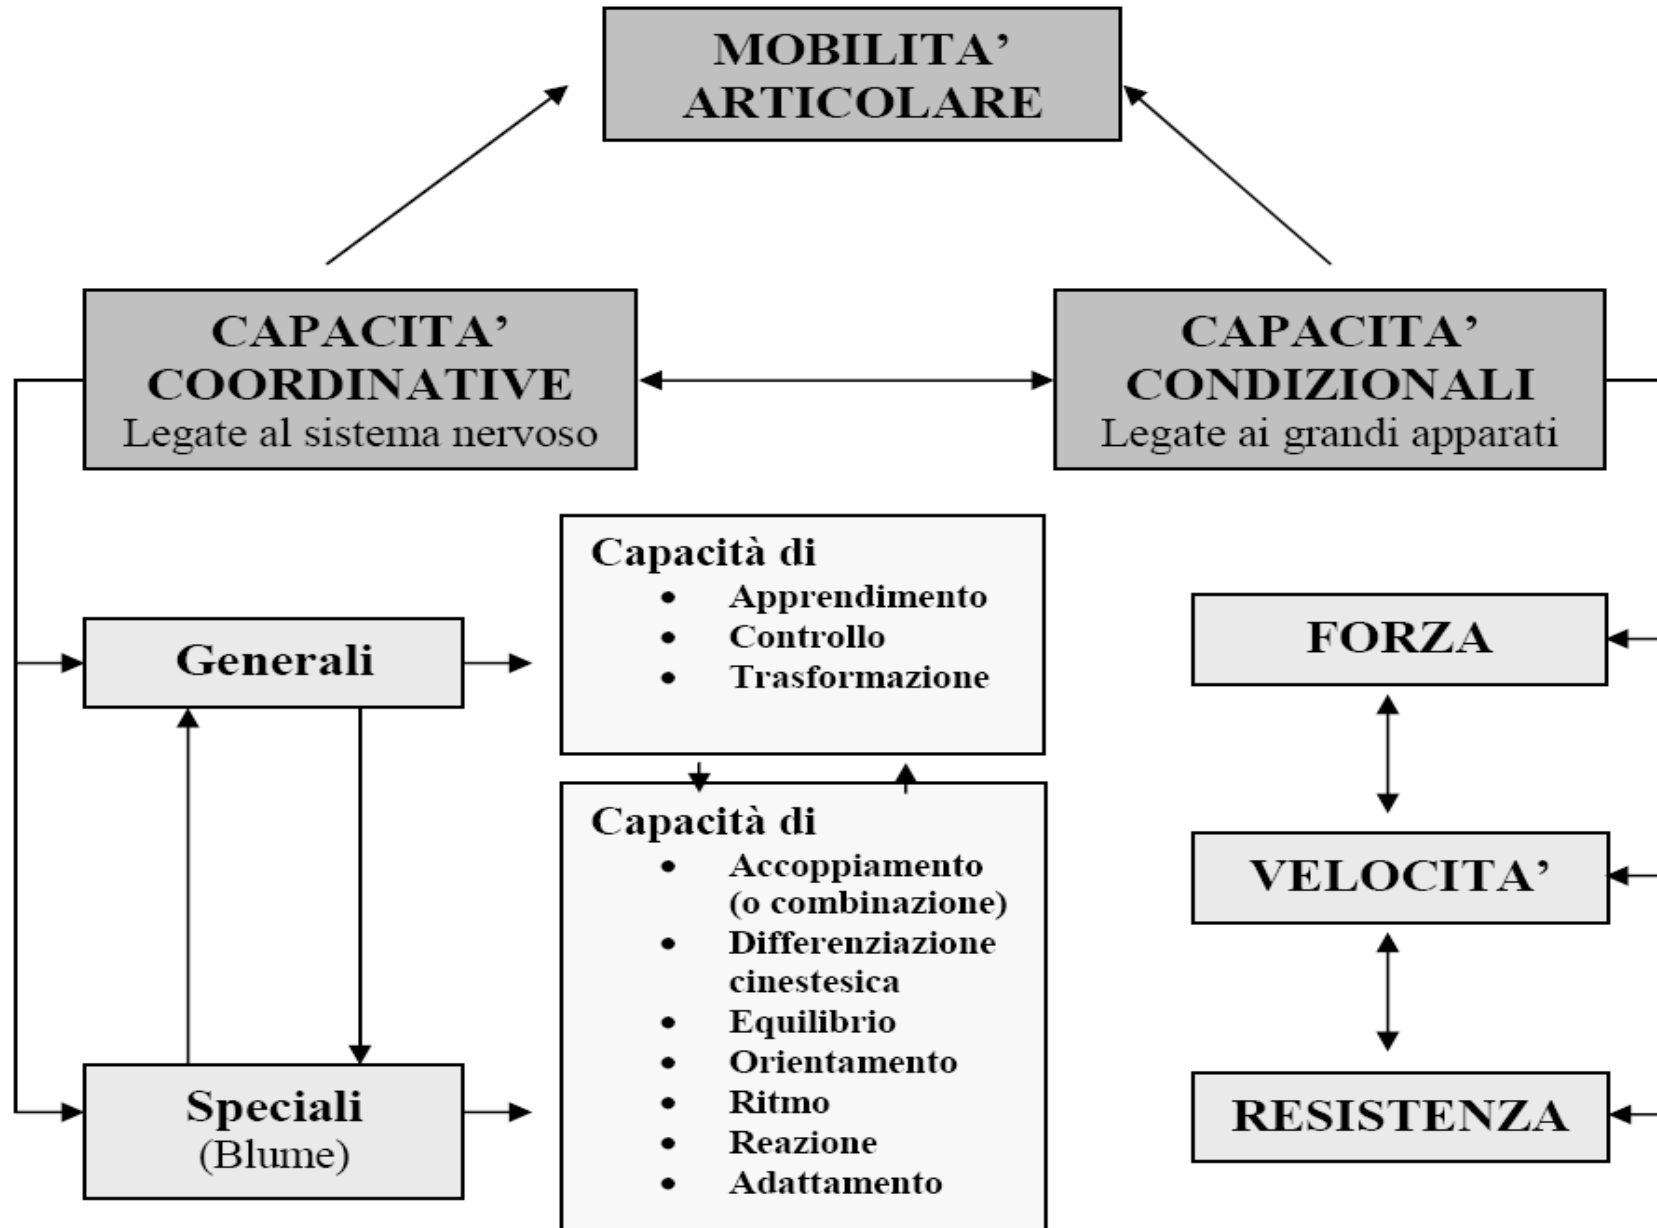 MOBILITA’
ARTICOLARE
CAPACITA’
COORDINATIVE
Legate al sistema nervoso
CAPACITA’
CONDIZIONALI
Legate ai grandi apparati
Generali
Capacità di
• Apprendimento
• Controllo
• Trasformazione
Speciali
(Blume)
Capacità di
• Accoppiamento
(o combinazione)
• Differenziazione
cinestesica
• Equilibrio
• Orientamento
• Ritmo
• Reazione
• Adattamento
FORZA
VELOCITA’
RESISTENZA